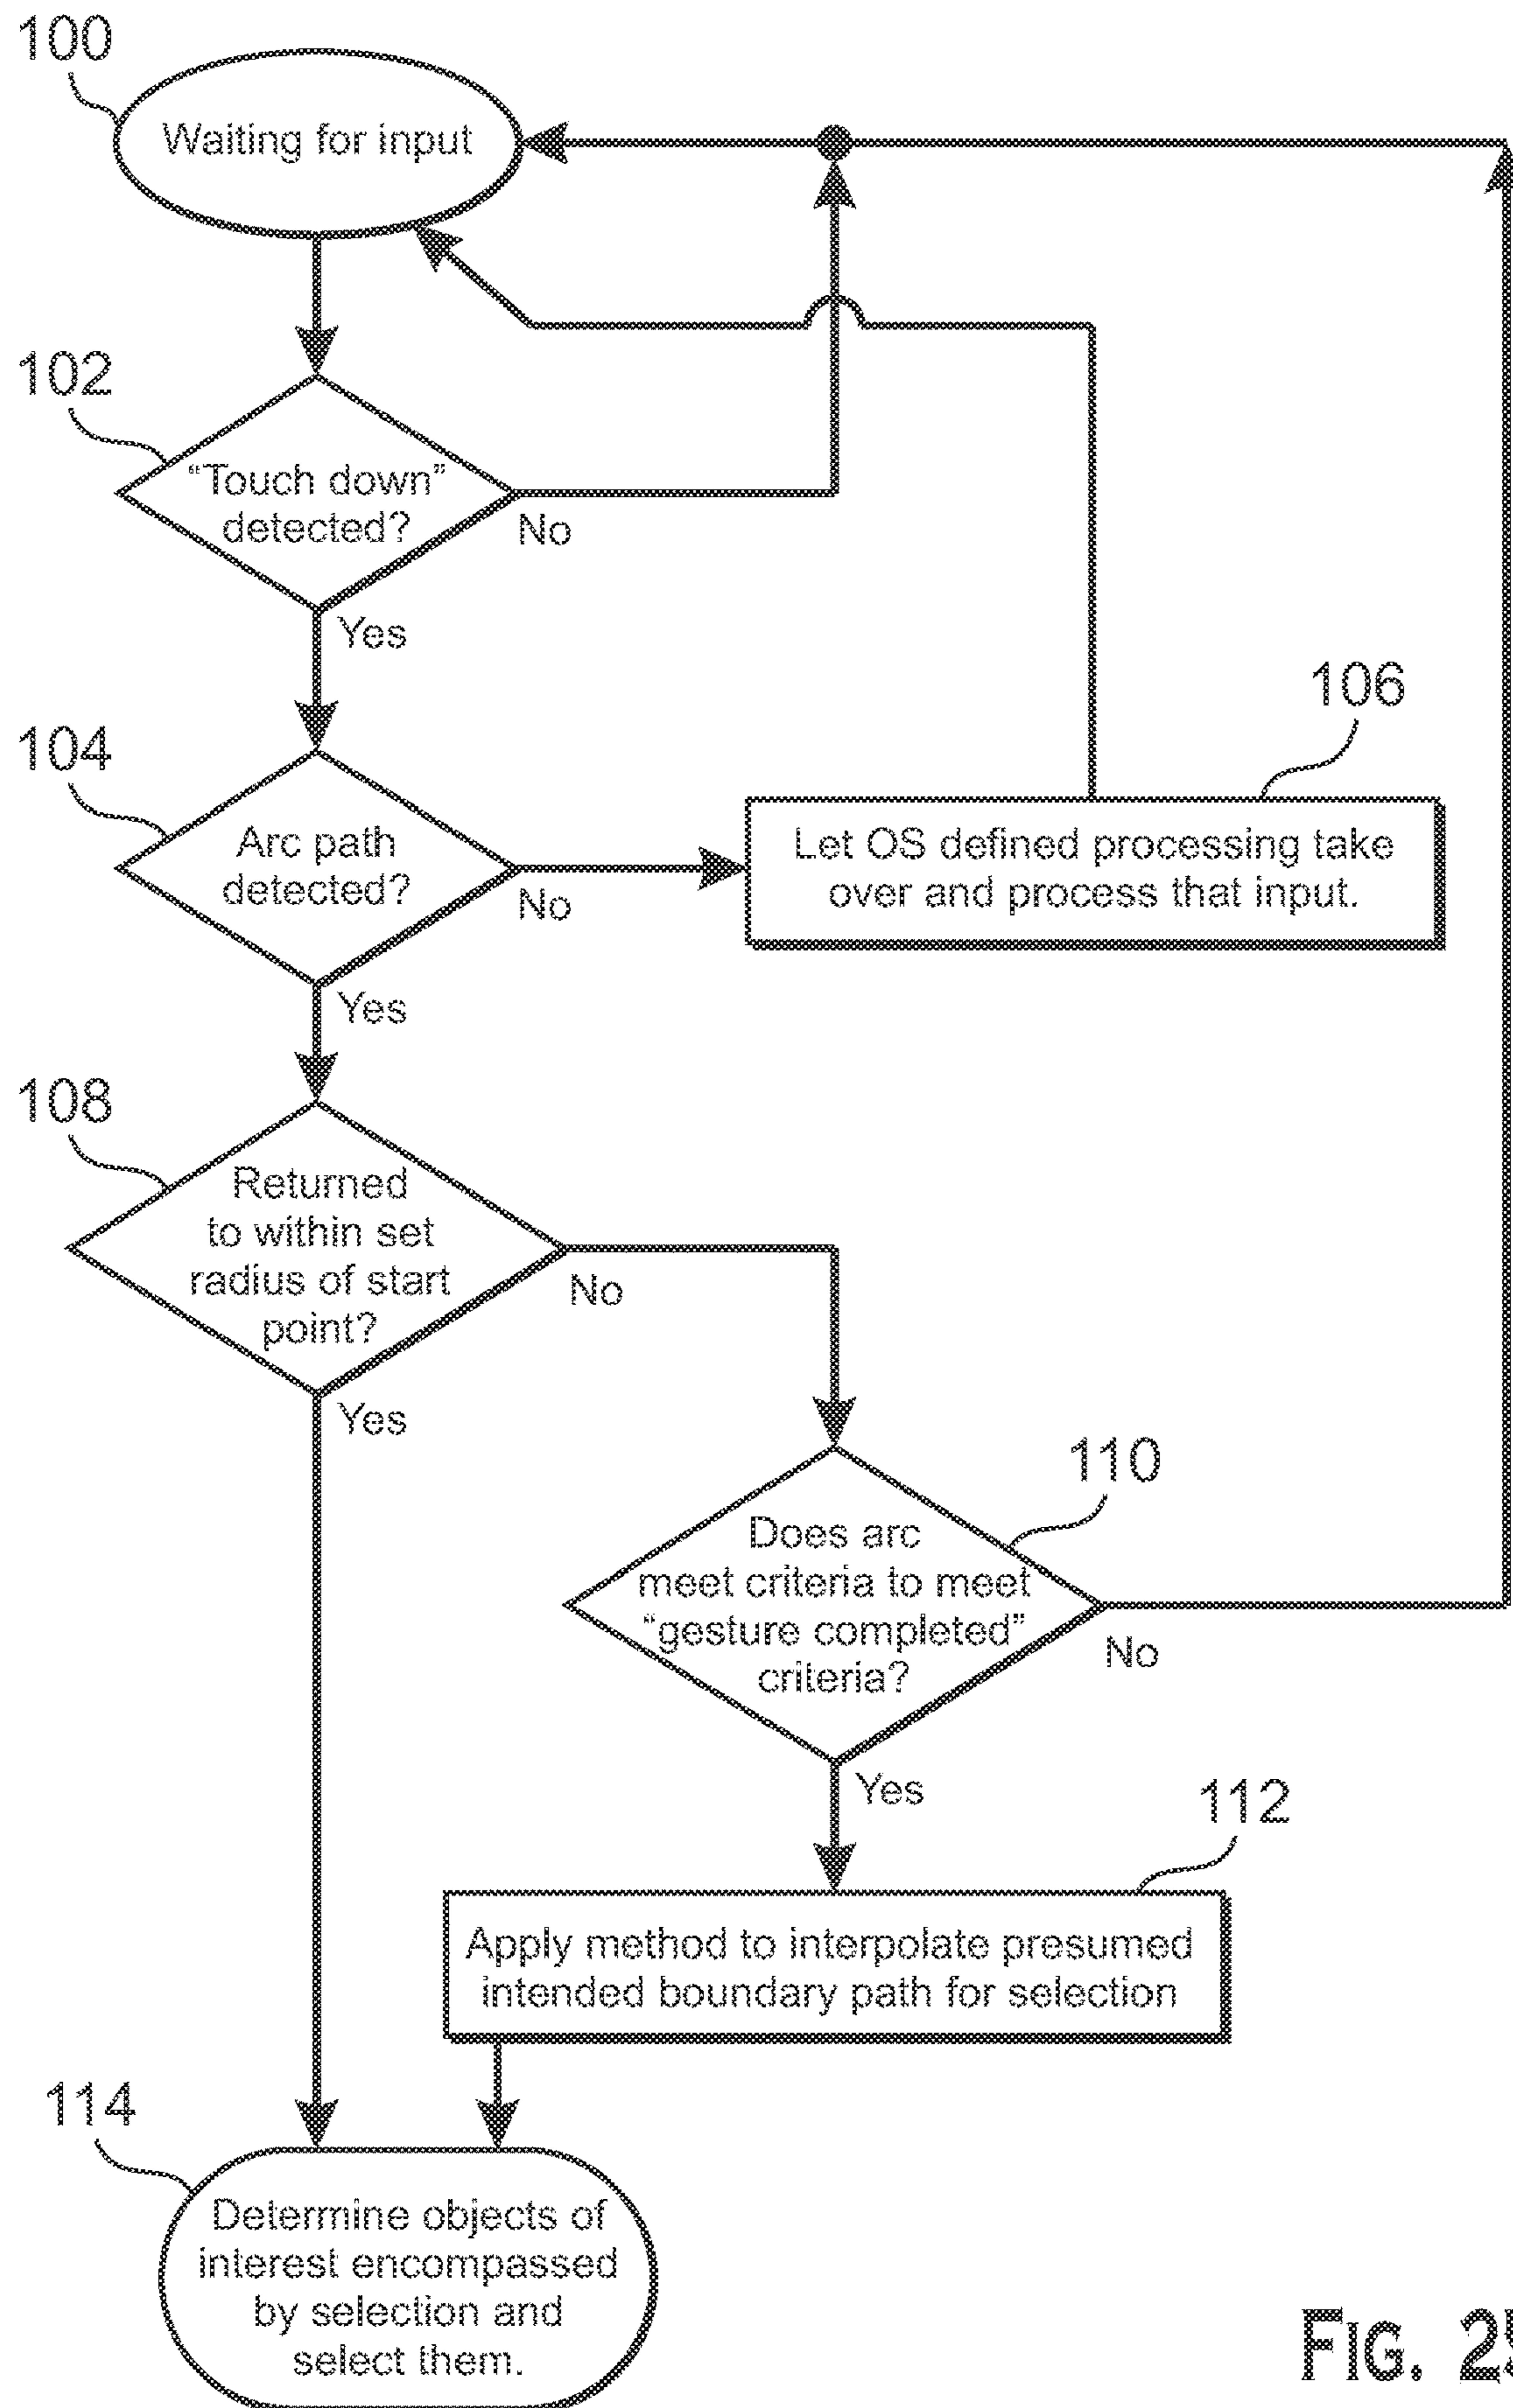 100
Waiting for input
102
“Touch down”
detected?
No
Yes
104
Arc path
detected?
No
Yes
106
Let OS defined processing take
over and process that input.
108
Returned
to within set
radius of start
point?
No
Yes
110
Does arc
meet criteria to meet
“gesture completed”
criteria?
No
Yes
112
Apply method to interpolate presumed
intended boundary path for selection
114
Determine objects of
interest encompassed
by selection and
select them.
FIG.